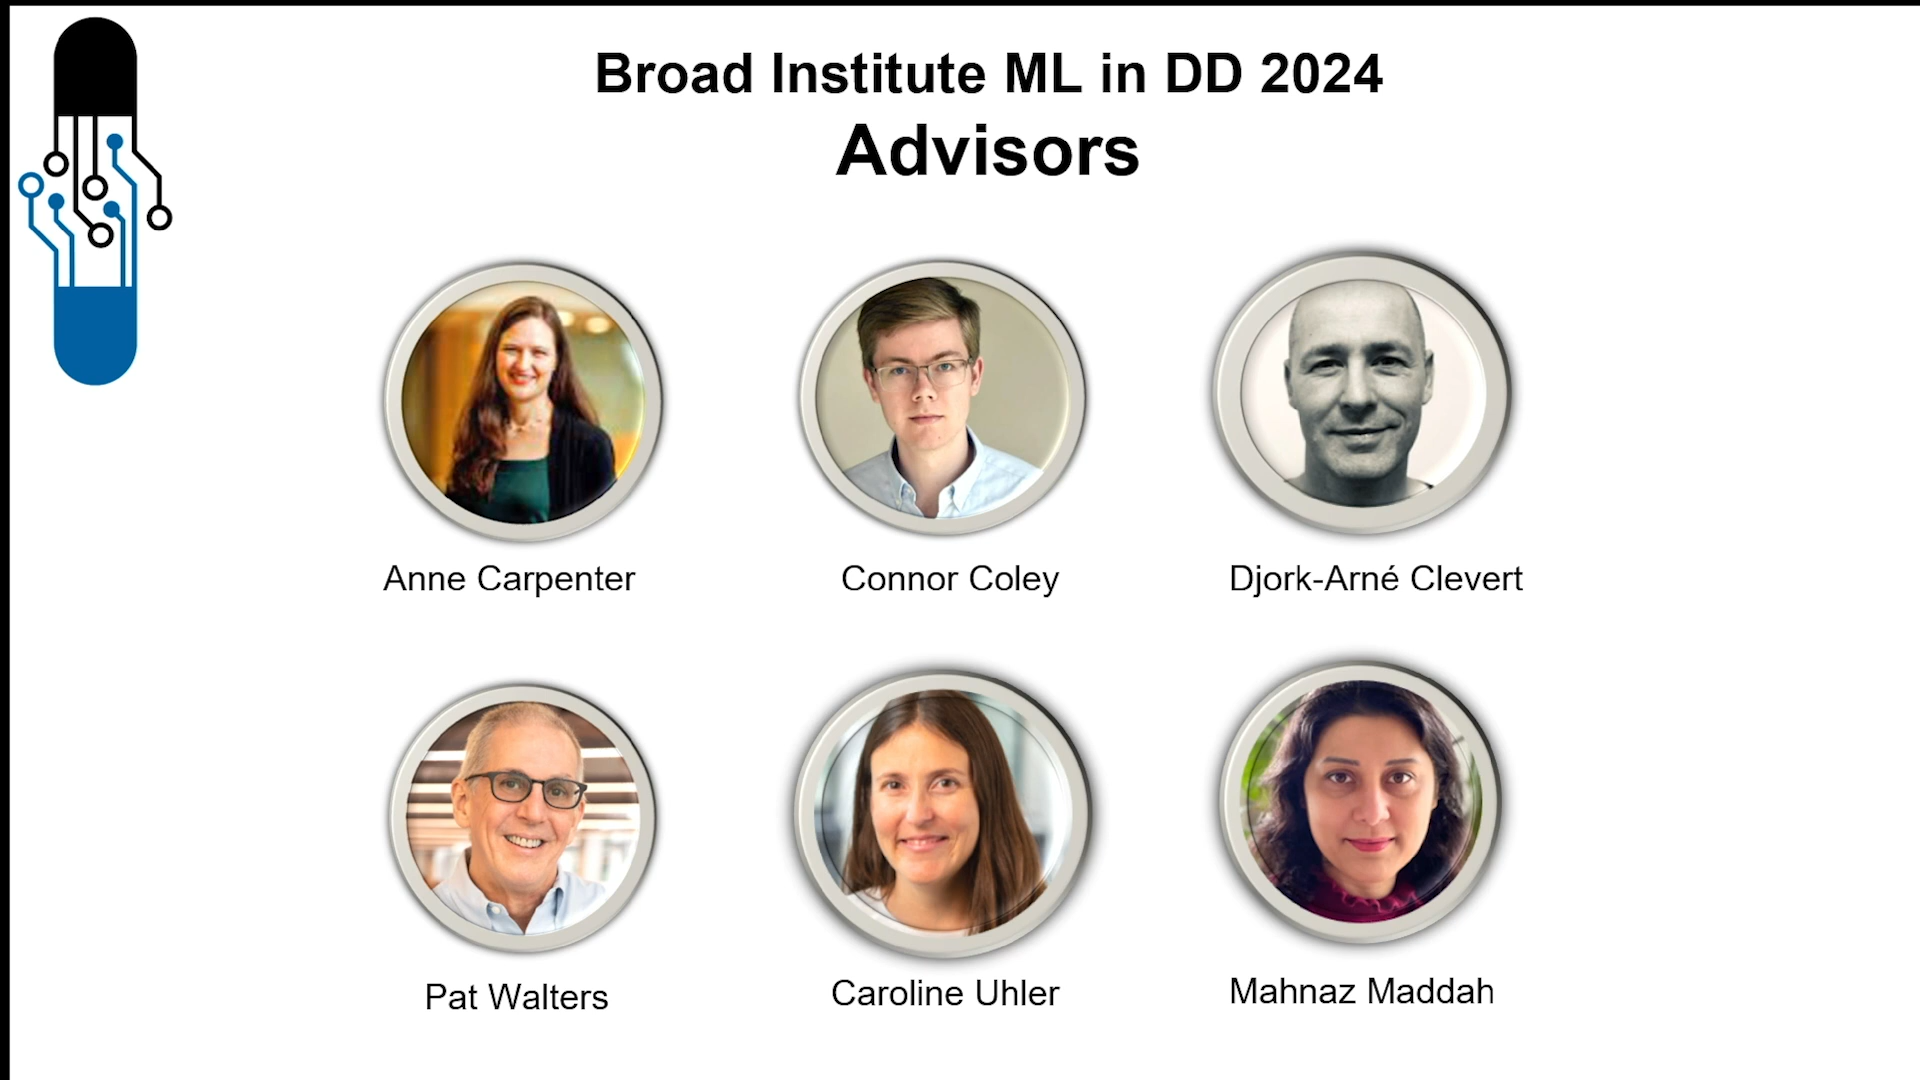 Broad Institute ML in DD 2024
Advisors
Anne Carpenter
Connor Coley
Djork-Arné Clevert
Pat Walters
Caroline Uhler
Mahnaz Maddah